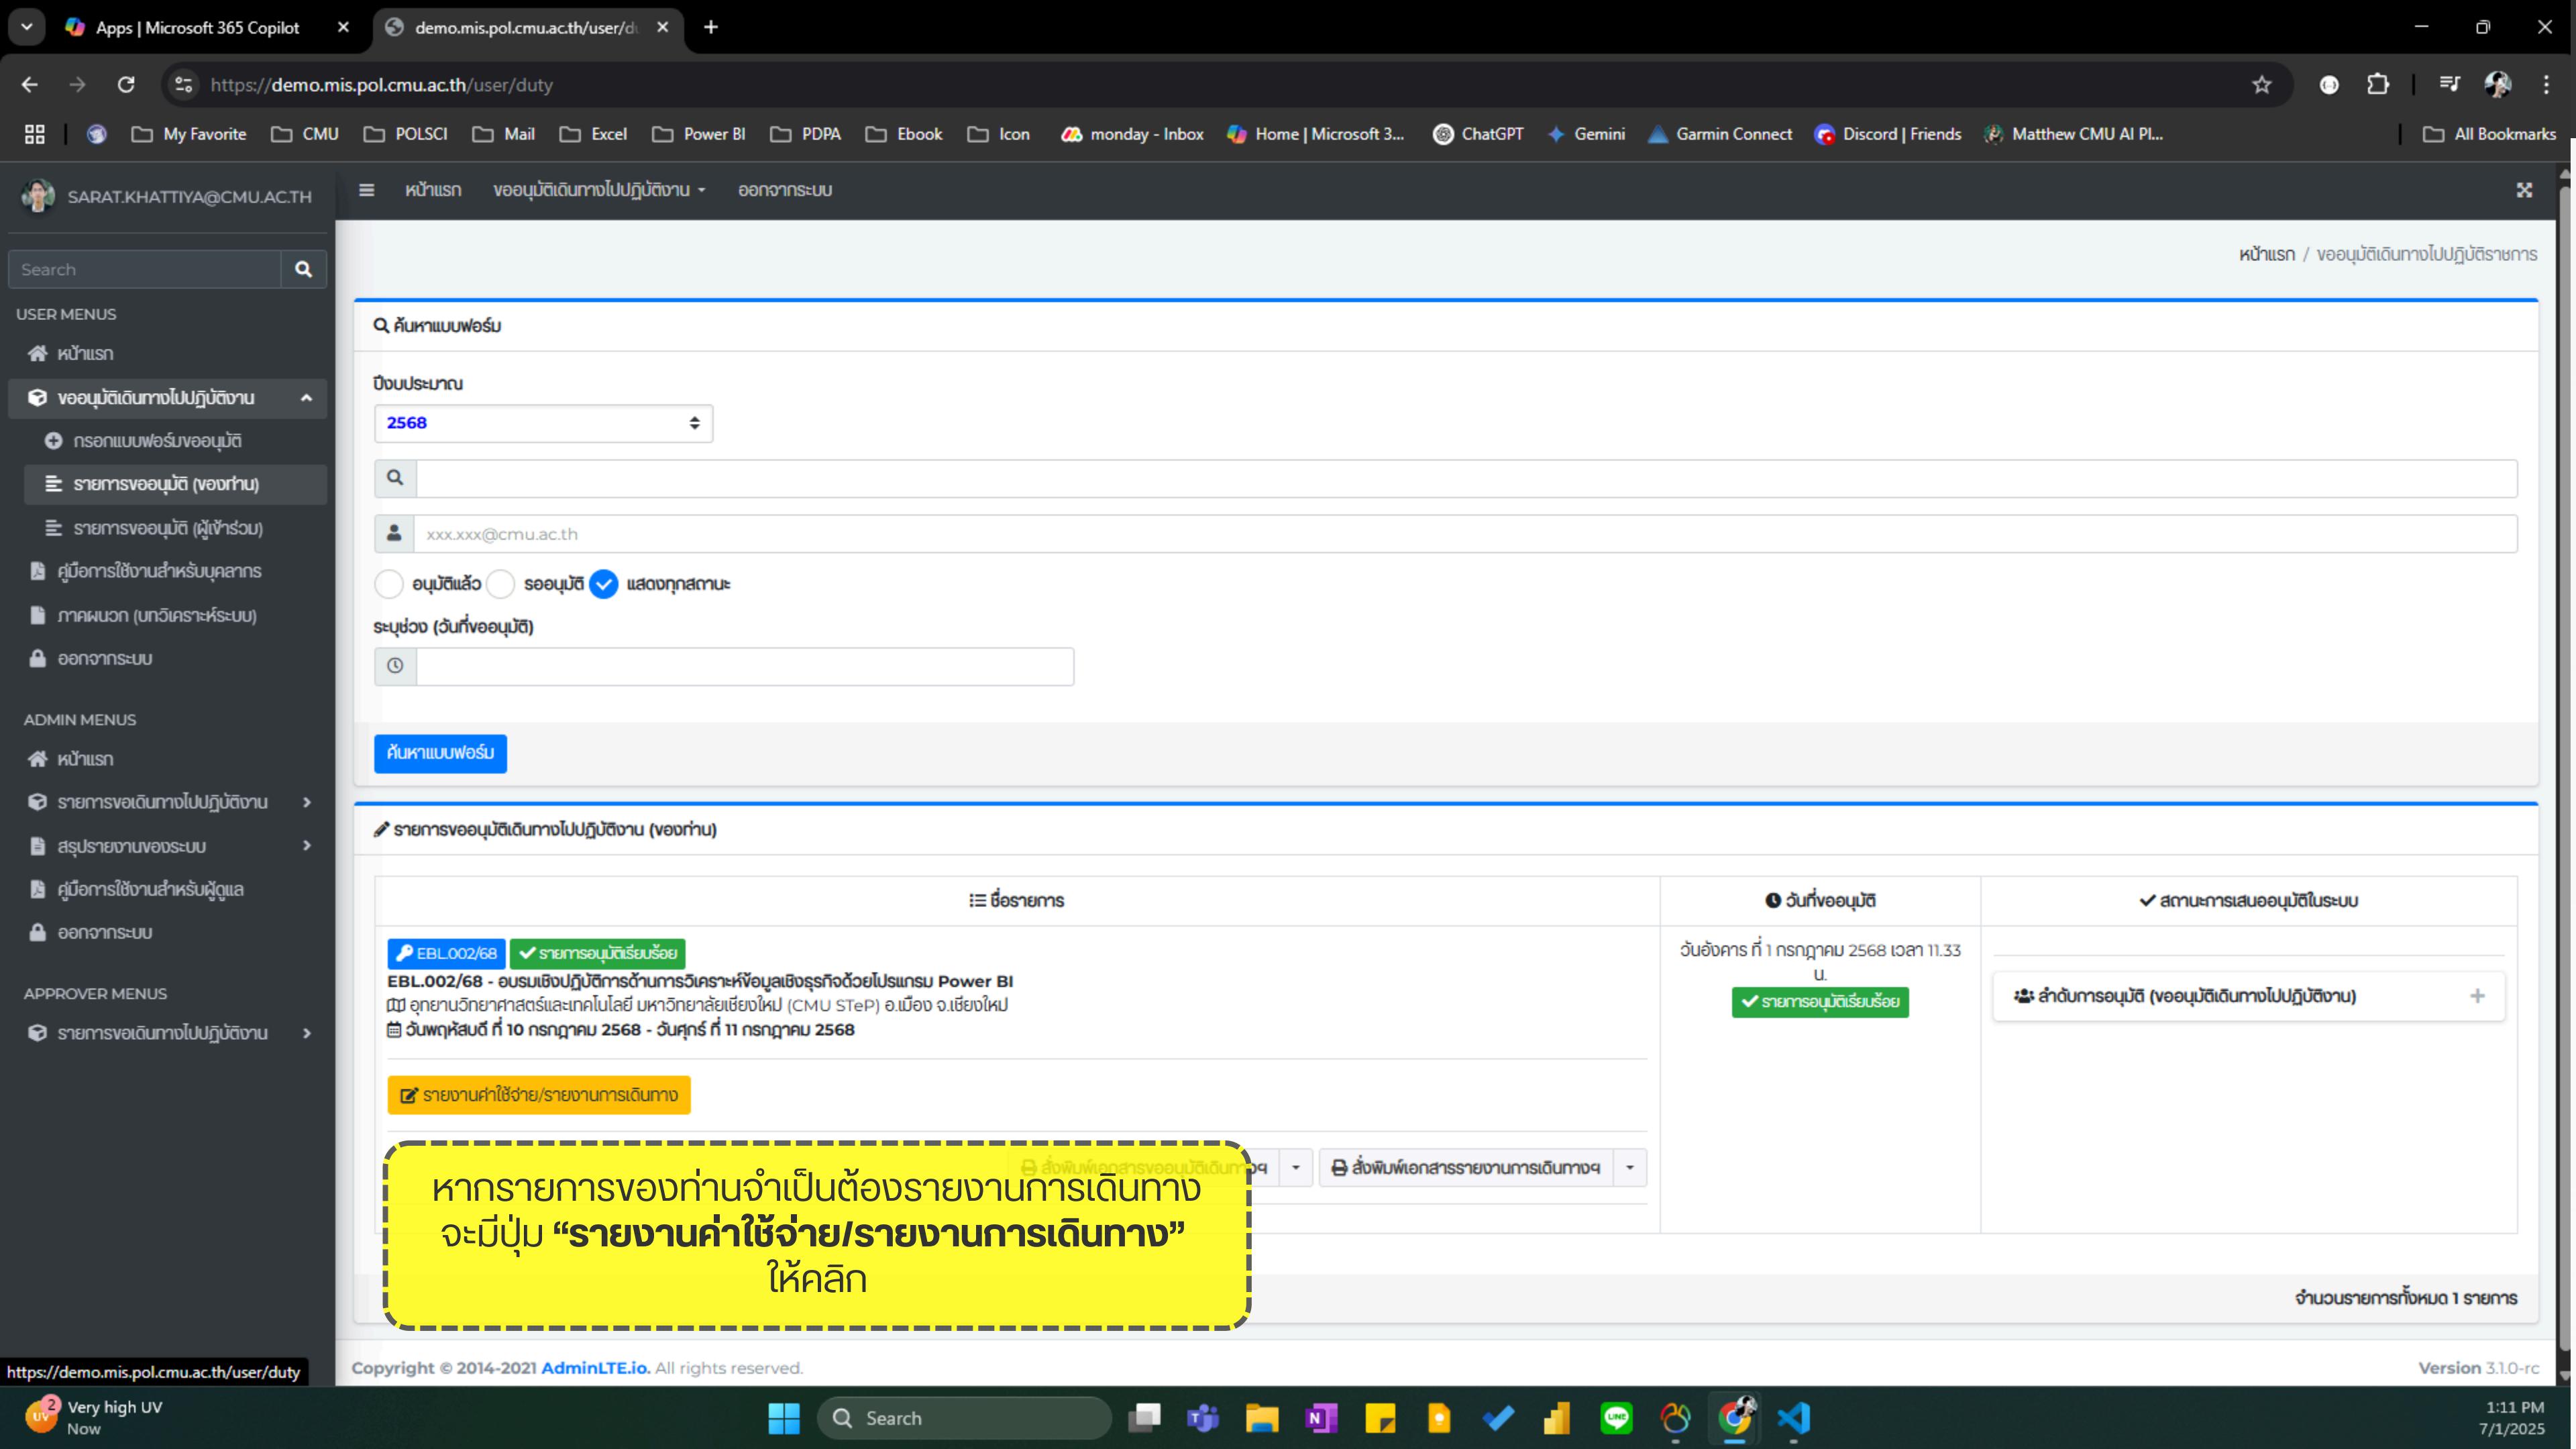 Apps | Microsoft 365 Copilot
demo.mis.pol.cmu.ac.th/user/d
https://demo.mis.pol.cmu.ac.th/user/duty
My Favorite
CMU
POLSCI
Mail
Excel
Power BI
PDPA
Ebook
Icon
monday - Inbox
Home | Microsoft 3...
ChatGPT
Gemini
Garmin Connect
Discord | Friends
Matthew CMU AI Pl...
All Bookmarks
SARAT.KHATTIYA@CMU.AC.TH
หน้าแรก
ขออนุมัติเดินทางไปปฏิบัติงาน
ออกจากระบบ
Search
USER MENUS
หน้าแรก
ขออนุมัติเดินทางไปปฏิบัติงาน
กรอกแบบฟอร์มขออนุมัติ
รายการขออนุมัติ (ของท่าน)
รายการขออนุมัติ (ผู้เข้าร่วม)
คู่มือการใช้งานสำหรับบุคลากร
ภาคผนวก (บทวิเคราะห์ระบบ)
ออกจากระบบ
ADMIN MENUS
หน้าแรก
รายการขอเดินทางไปปฏิบัติงาน
สรุปรายงานของระบบ
คู่มือการใช้งานสำหรับผู้ดูแล
ออกจากระบบ
APPROVER MENUS
รายการขอเดินทางไปปฏิบัติงาน
หน้าแรก / ขออนุมัติเดินทางไปปฏิบัติราชการ
ค้นหาแบบฟอร์ม
ปีงบประมาณ
2568
xxx.xxx@cmu.ac.th
อนุมัติแล้ว
รออนุมัติ
แสดงทุกสถานะ
ระบุช่วง (วันที่ขออนุมัติ)
ค้นหาแบบฟอร์ม
รายการขออนุมัติเดินทางไปปฏิบัติงาน (ของท่าน)
ชื่อรายการ
วันที่ขออนุมัติ
สถานะการเสนออนุมัติในระบบ
EBL.002/68
รายการอนุมัติเรียบร้อย
EBL.002/68 - อบรมเชิงปฏิบัติการด้านการวิเคราะห์ข้อมูลเชิงธุรกิจด้วยโปรแกรม Power BI
อุทยานวิทยาศาสตร์และเทคโนโลยี มหาวิทยาลัยเชียงใหม่ (CMU STeP) อ.เมือง จ.เชียงใหม่
วันพฤหัสบดี ที่ 10 กรกฎาคม 2568 - วันศุกร์ ที่ 11 กรกฎาคม 2568
วันอังคาร ที่ 1 กรกฎาคม 2568 เวลา 11.33
น.
รายการอนุมัติเรียบร้อย
ลำดับการอนุมัติ (ขออนุมัติเดินทางไปปฏิบัติงาน)
รายงานค่าใช้จ่าย/รายงานการเดินทาง
สั่งพิมพ์เอกสารขออนุมัติเดินทางฯ
สั่งพิมพ์เอกสารรายงานการเดินทางฯ
หากรายการของท่านจำเป็นต้องรายงานการเดินทาง
จะมีปุ่ม “รายงานค่าใช้จ่าย/รายงานการเดินทาง”
ให้คลิก
จำนวนรายการทั้งหมด 1 รายการ
Copyright © 2014-2021 AdminLTE.io. All rights reserved.
Version 3.1.0-rc
https://demo.mis.pol.cmu.ac.th/user/duty
2
UV
Very high UV
Now
Search
LINE
1:11 PM
7/1/2025